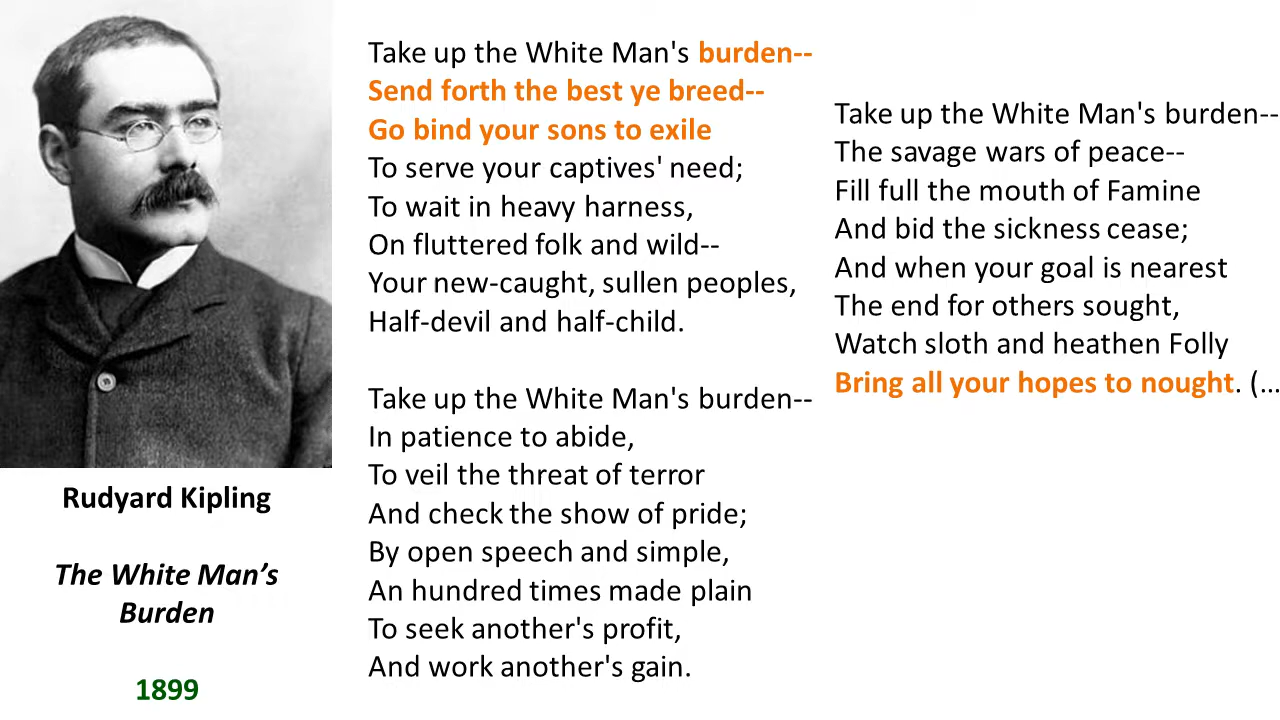 Take up the White Man's burden--
Send forth the best ye breed--
Go bind your sons to exile
To serve your captives' need;
To wait in heavy harness,
On fluttered folk and wild--
Your new-caught, sullen peoples,
Half-devil and half-child.
Take up the White Man's burden--
In patience to abide,
To veil the threat of terror
And check the show of pride;
By open speech and simple,
An hundred times made plain
To seek another's profit,
And work another's gain.
Take up the White Man's burden--
The savage wars of peace--
Fill full the mouth of Famine
And bid the sickness cease;
And when your goal is nearest
The end for others sought,
Watch sloth and heathen Folly
Bring all your hopes to nought. (...
Rudyard Kipling
The White Man’s
Burden
1899